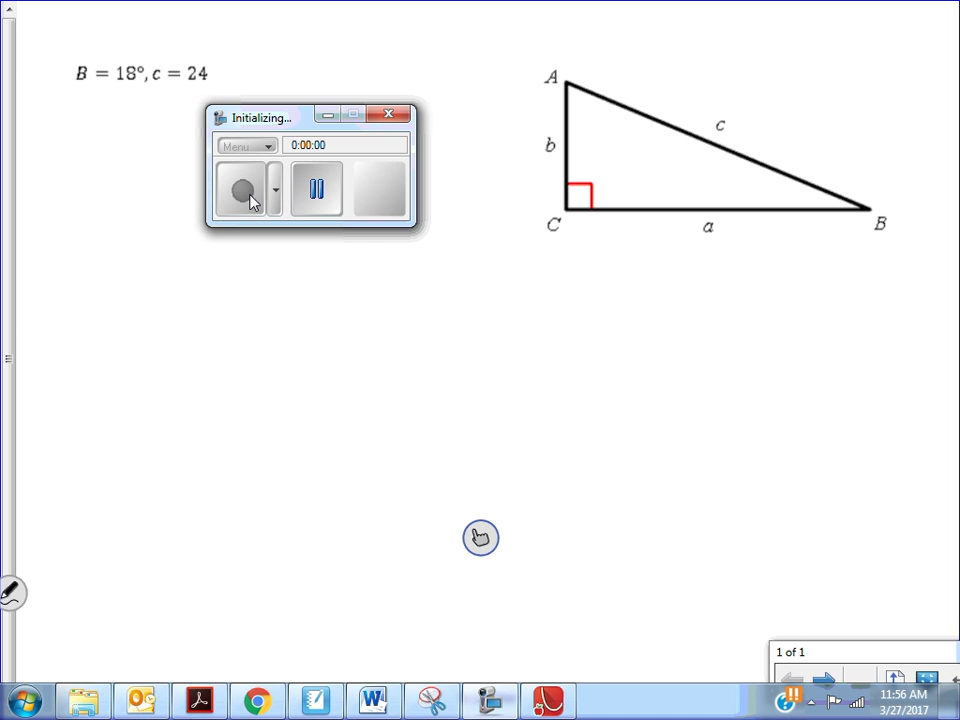 B = 18°, c = 24
Initializing...
Menu
0:00:00
A
c
b
C
a
B
1 of 1
11:56 AM
3/27/2017